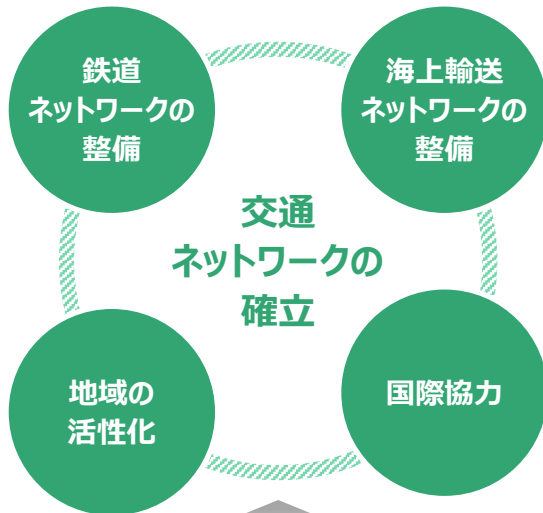 鉄道
ネットワークの
整備
海上輸送
ネットワークの
整備
交通
ネットワークの
確立
地域の
活性化
国際協力